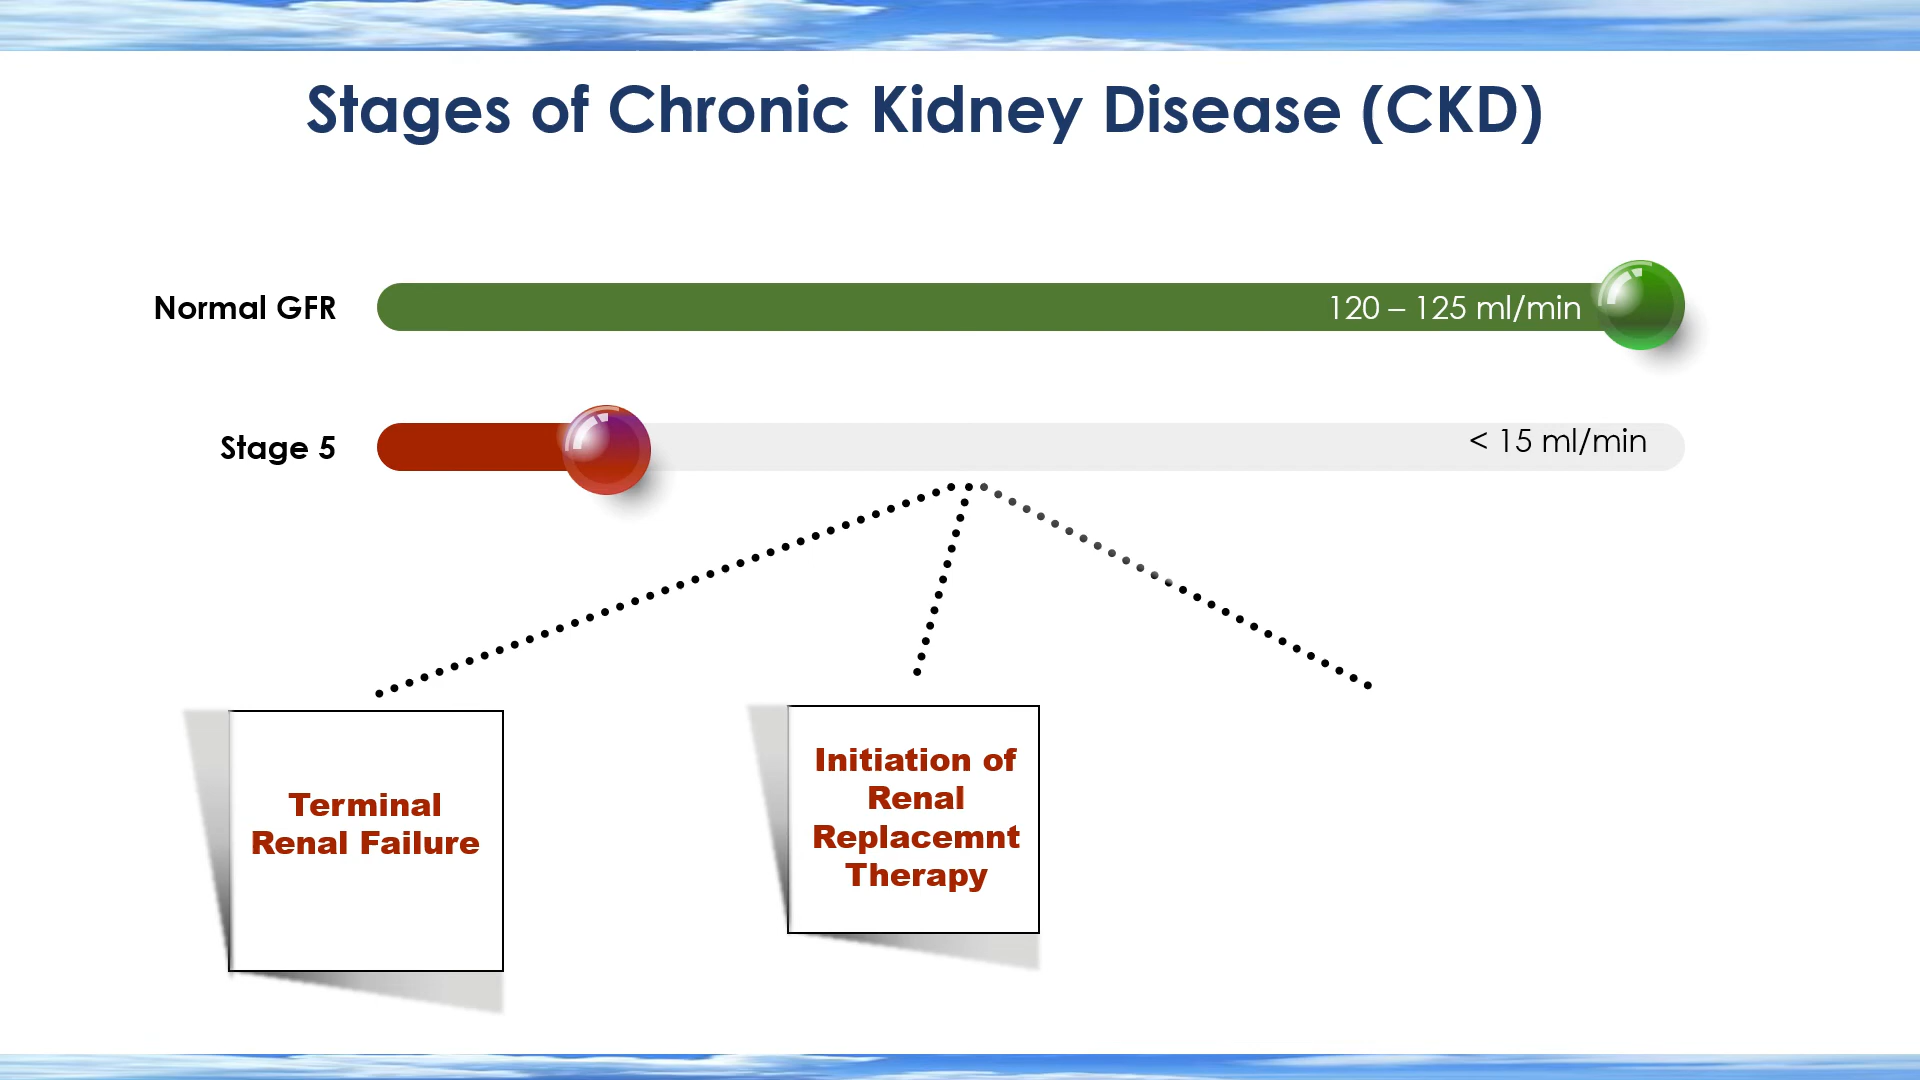 Stages of Chronic Kidney Disease (CKD)
Normal GFR
120 – 125 ml/min
Stage 5
< 15 ml/min
Terminal
Renal Failure
Initiation of
Renal
Replacemnt
Therapy